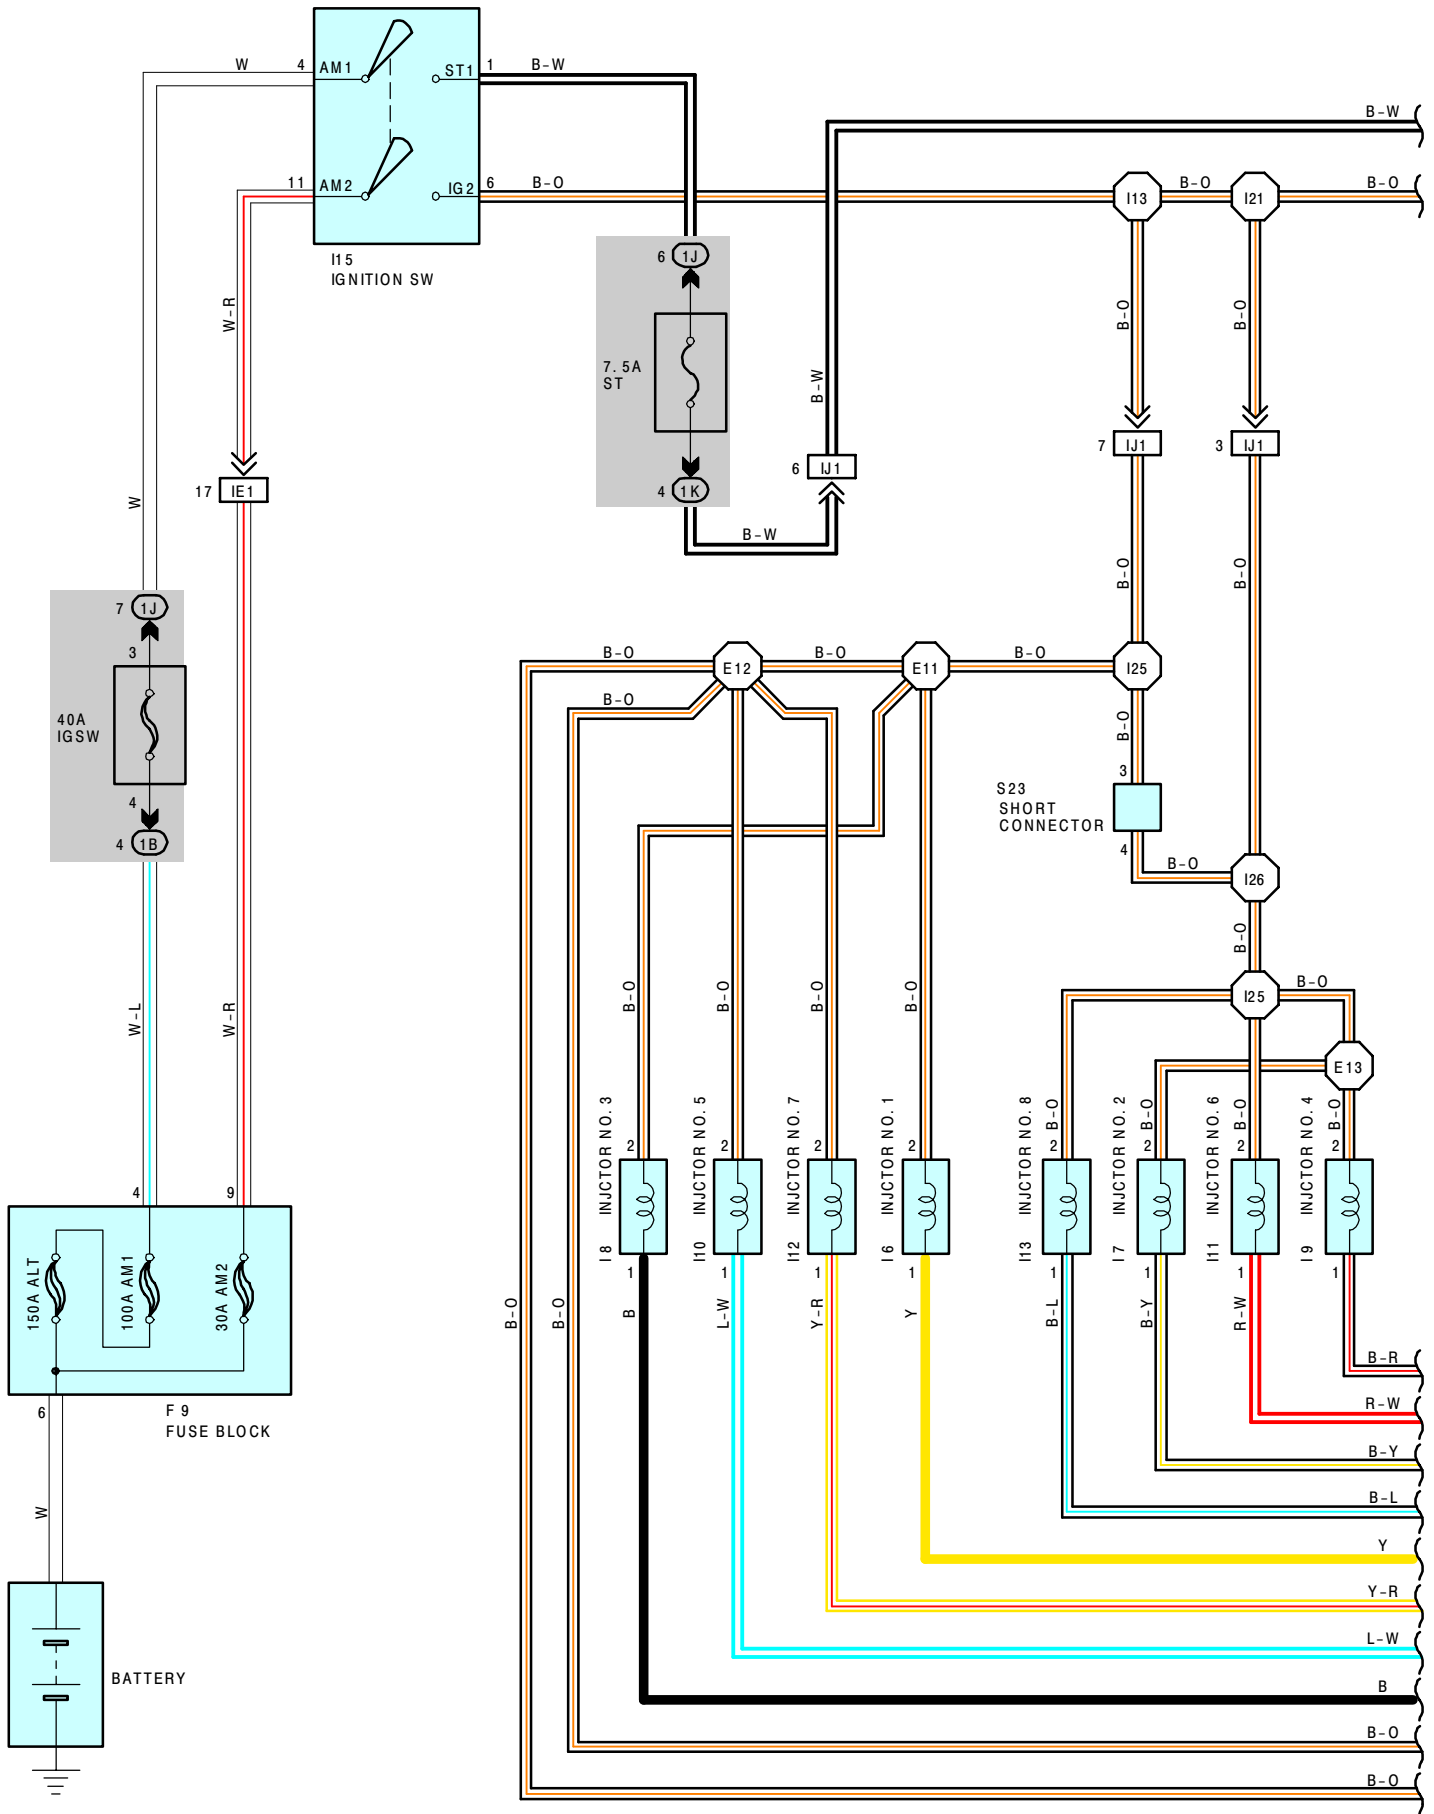 W
4
AM1
ST1
1
B-W
B-W
11
AM2
IG2
6
B-O
I13
B-O
I21
B-O
I15
IGNITION SW
6
1J
W-R
B-O
B-O
7.5A
ST
B-W
7
IJ1
3
IJ1
6
IJ1
17
IE1
4
1K
W
B-W
B-O
B-O
7
1J
3
40A
IGSW
4
4
1B
B-O
E12
B-O
E11
B-O
I25
B-O
B-O
S23
SHORT
CONNECTOR
3
4
B-O
I26
B-O
I25
B-O
E13
W-L
W-R
B-O
B-O
B-O
B-O
B-O
B-O
B-O
B-O
2
2
2
2
2
2
2
2
I8 INJCTOR NO. 3
I10 INJCTOR NO. 5
I12 INJCTOR NO. 7
I6 INJCTOR NO. 1
I13 INJCTOR NO. 8
I7 INJCTOR NO. 2
I11 INJCTOR NO. 6
I9 INJCTOR NO. 4
1
1
1
1
1
1
1
1
4
9
150A ALT
100A AM1
30A AM2
B-O
B-O
B
L-W
Y-R
Y
B-L
B-Y
R-W
B-R
6
F9
FUSE BLOCK
R-W
B-Y
W
B-L
Y
Y-R
L-W
BATTERY
B
B-O
B-O